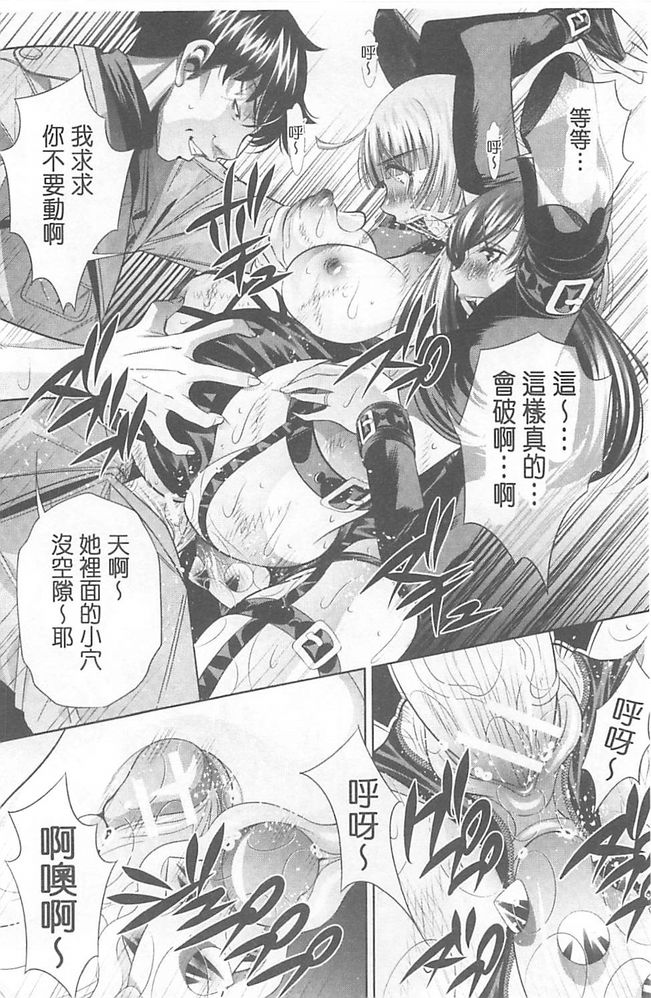 等等…
呼～
呼～
呼～
我求求
你不要動啊
這～…
這樣真的…
會破啊…啊
天啊～
她裡面的小穴
沒空隙～耶
呼呀～
呼呀～
啊噢啊～